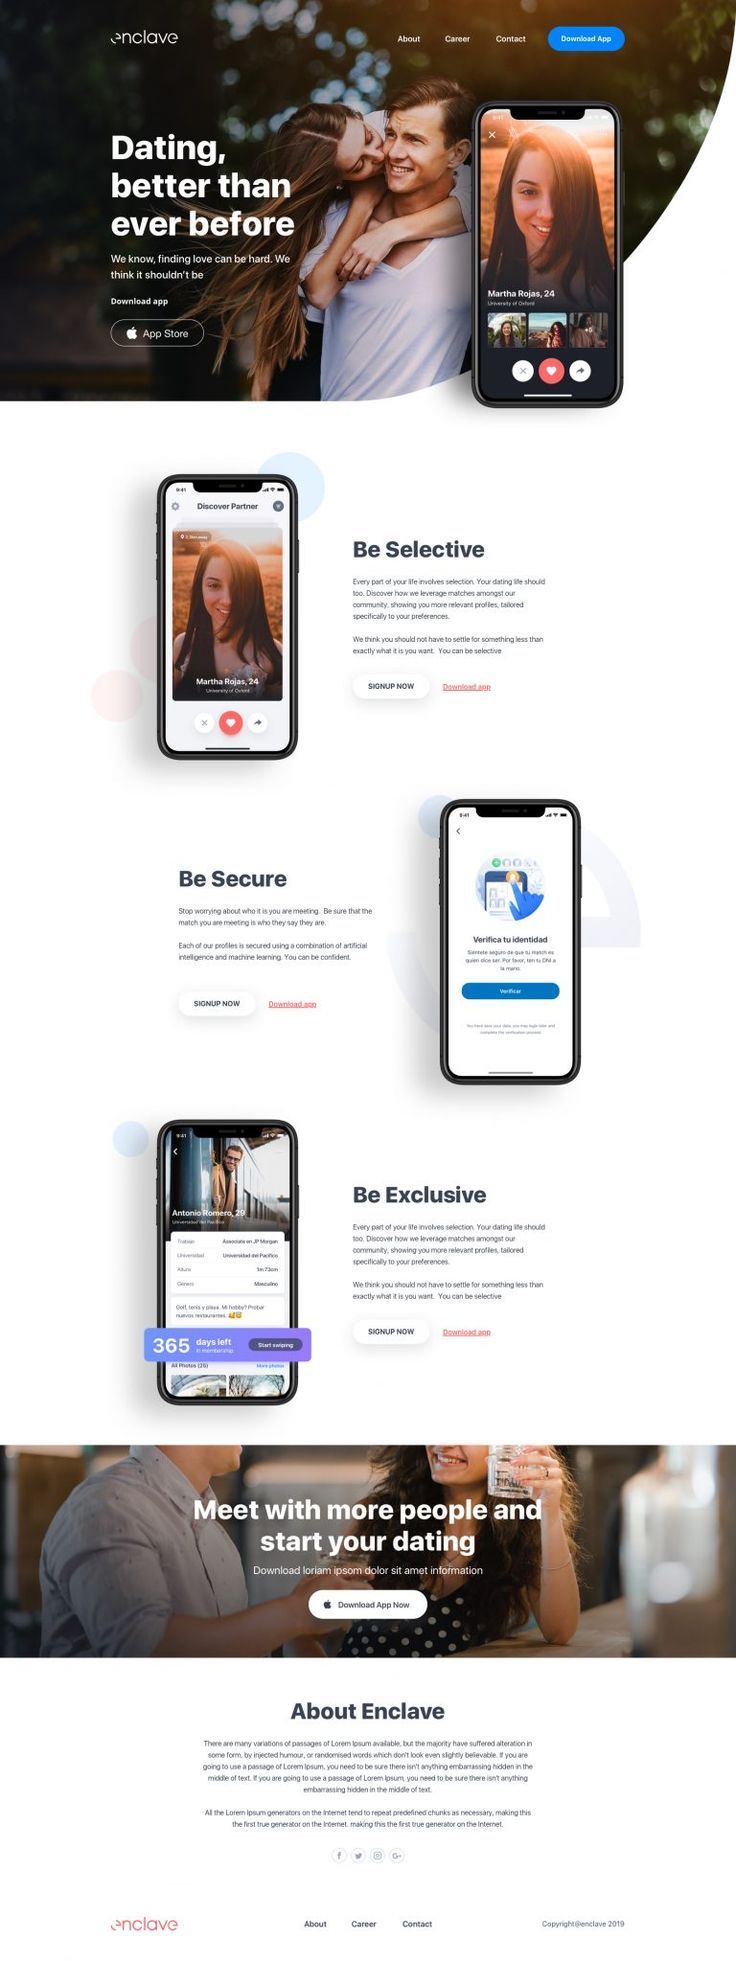 enclave
About
Career
Contact
Download App
Dating,
better than
ever before
We know, finding love can be hard. We
think it shouldn't be
Download app
App Store
9:41
Martha Rojas, 24
University of Oxford
+5
9:41
Discover Partner
Martha Rojas, 24
University of Oxford
Be Selective
Every part of your life involves selection. Your dating life should
too. Discover how we leverage matches amongst our
community, showing you more relevant profiles, tailored
specifically to your preferences.
We think you should not have to settle for something less than
exactly what it is you want. You can be selective
SIGNUP NOW
Download app
Be Secure
Stop worrying about who it is you are meeting. Be sure that the
match you are meeting is who they say they are.
Each of our profiles is secured using a combination of artificial
intelligence and machine learning. You can be confident.
SIGNUP NOW
Download app
9:41
Verifica tu identidad
Siéntete seguro de que tu match es
quien dice ser. Por favor, ten tu DNI a
la mano.
Verificar
You have save your data, you may login later and
complete the verification process
9:41
Antonio Romero, 29
Universidad del Pacifico
Trabajo
Associate en JP Morgan
Universidad
Universidad del Pacifico
Altura
1m 73cm
Género
Masculino
Golf, tenis y playa. Mi hobby? Probar
nuevos restaurantes. 🥰😇
365
days left
in membership
Start swiping
All Photos (25)
More photos
Be Exclusive
Every part of your life involves selection. Your dating life should
too. Discover how we leverage matches amongst our
community, showing you more relevant profiles, tailored
specifically to your preferences.
We think you should not have to settle for something less than
exactly what it is you want. You can be selective
SIGNUP NOW
Download app
Meet with more people and
start your dating
Download loriam ipsom dolor sit amet information
Download App Now
About Enclave
There are many variations of passages of Lorem Ipsum available, but the majority have suffered alteration in
some form, by injected humour, or randomised words which don't look even slightly believable. If you are
going to use a passage of Lorem Ipsum, you need to be sure there isn't anything embarrassing hidden in the
middle of text. If you are going to use a passage of Lorem Ipsum, you need to be sure there isn't anything
embarrassing hidden in the middle of text.
All the Lorem Ipsum generators on the Internet tend to repeat predefined chunks as necessary, making this
the first true generator on the Internet. making this the first true generator on the Internet.
enclave
About
Career
Contact
Copyright@enclave 2019